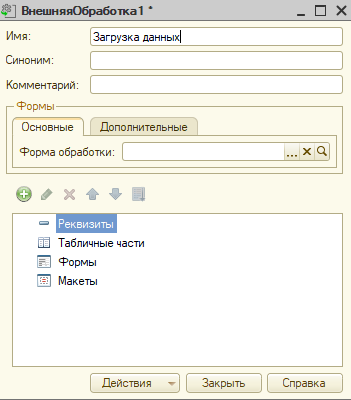 ВнешняяОбработка1 *
Имя: Загрузка данных
Синоним:
Комментарий:
Формы
Основные Дополнительные
Форма обработки: ...
Реквизиты
Табличные части
Формы
Макеты
Действия Закрыть Справка